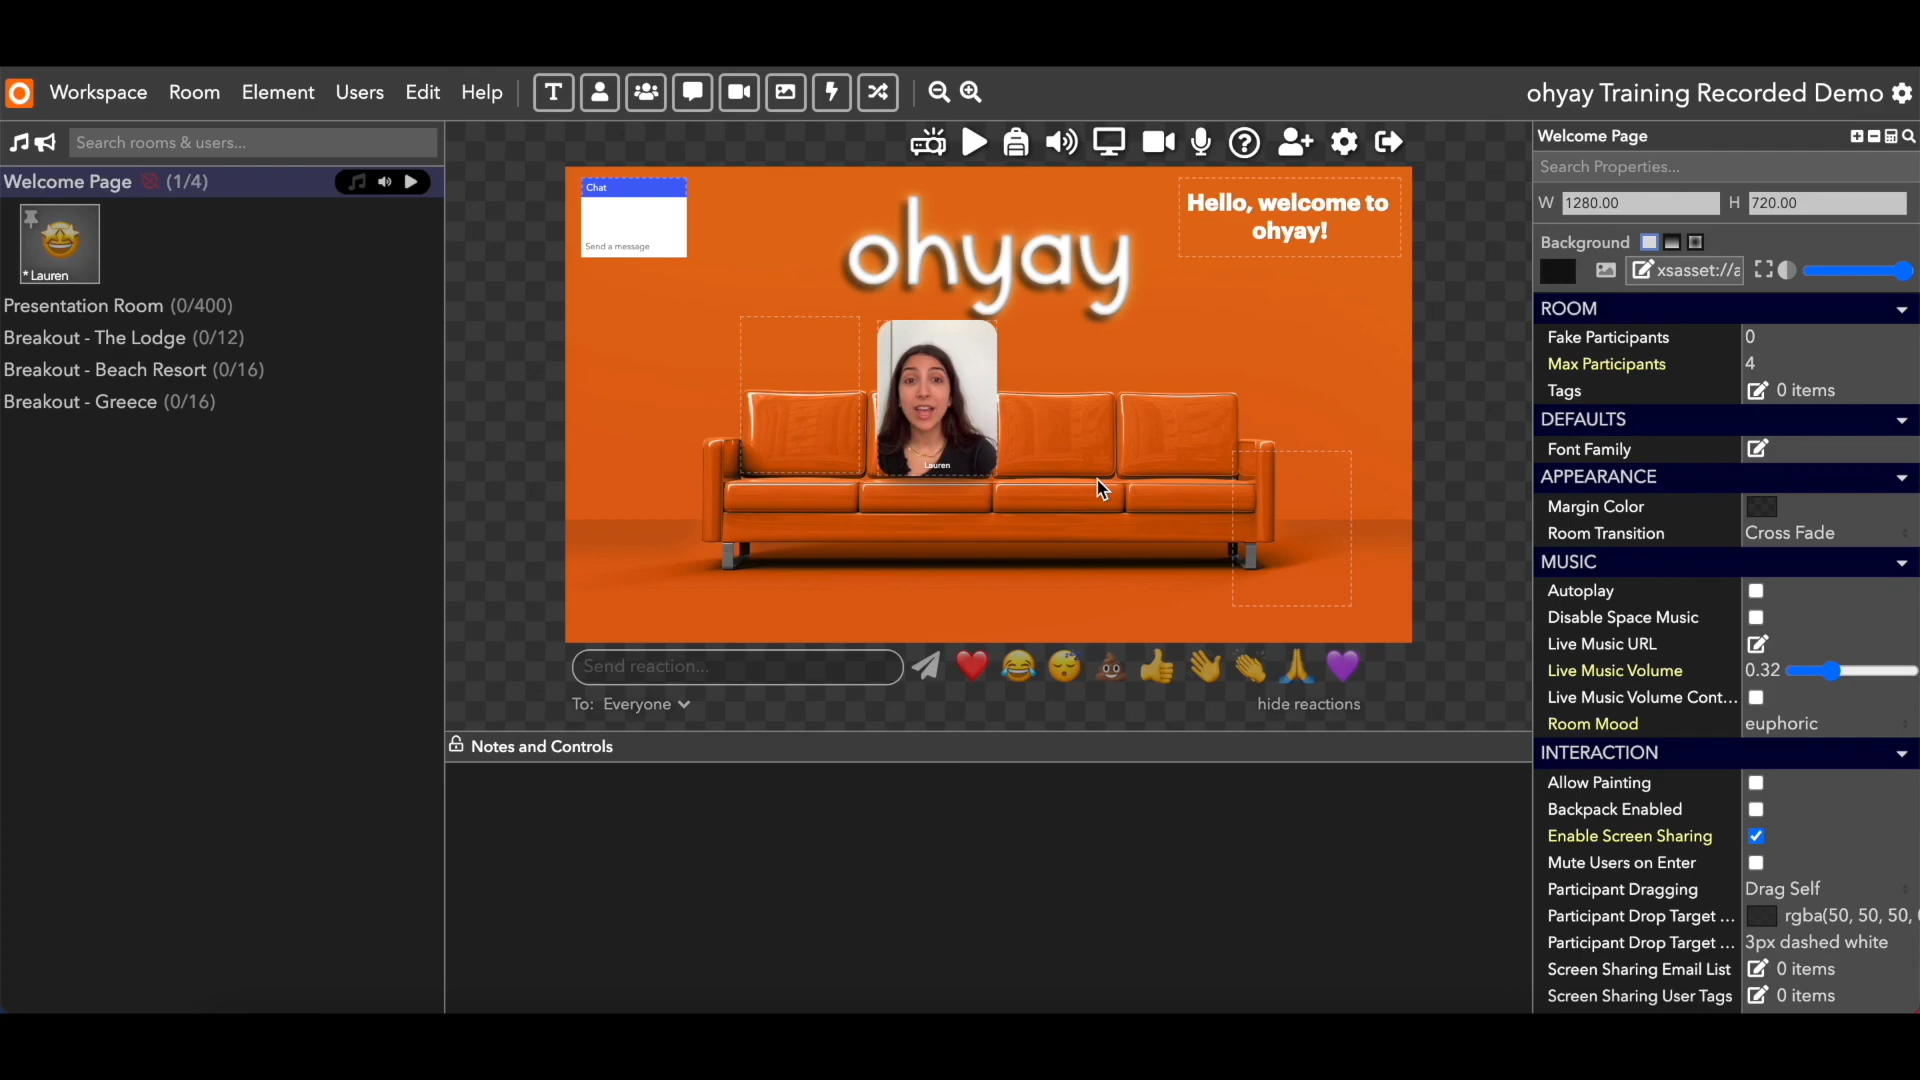 Workspace Room Element Users Edit Help
T
ohyay Training Recorded Demo
Search rooms & users...
Welcome Page (1/4)
* Lauren
Presentation Room (0/400)
Breakout - The Lodge (0/12)
Breakout - Beach Resort (0/16)
Breakout - Greece (0/16)
Chat
Send a message
ohyay
Hello, welcome to
ohyay!
Lauren
Send reaction...
To: Everyone
hide reactions
Notes and Controls
Welcome Page
Search Properties...
W 1280.00 H 720.00
Background
xsasset://a
ROOM
Fake Participants 0
Max Participants 4
Tags 0 items
DEFAULTS
Font Family
APPEARANCE
Margin Color
Room Transition Cross Fade
MUSIC
Autoplay
Disable Space Music
Live Music URL
Live Music Volume 0.32
Live Music Volume Cont...
Room Mood euphoric
INTERACTION
Allow Painting
Backpack Enabled
Enable Screen Sharing
Mute Users on Enter
Participant Dragging Drag Self
Participant Drop Target ... rgba(50, 50, 50, 
Participant Drop Target ... 3px dashed white
Screen Sharing Email List 0 items
Screen Sharing User Tags 0 items